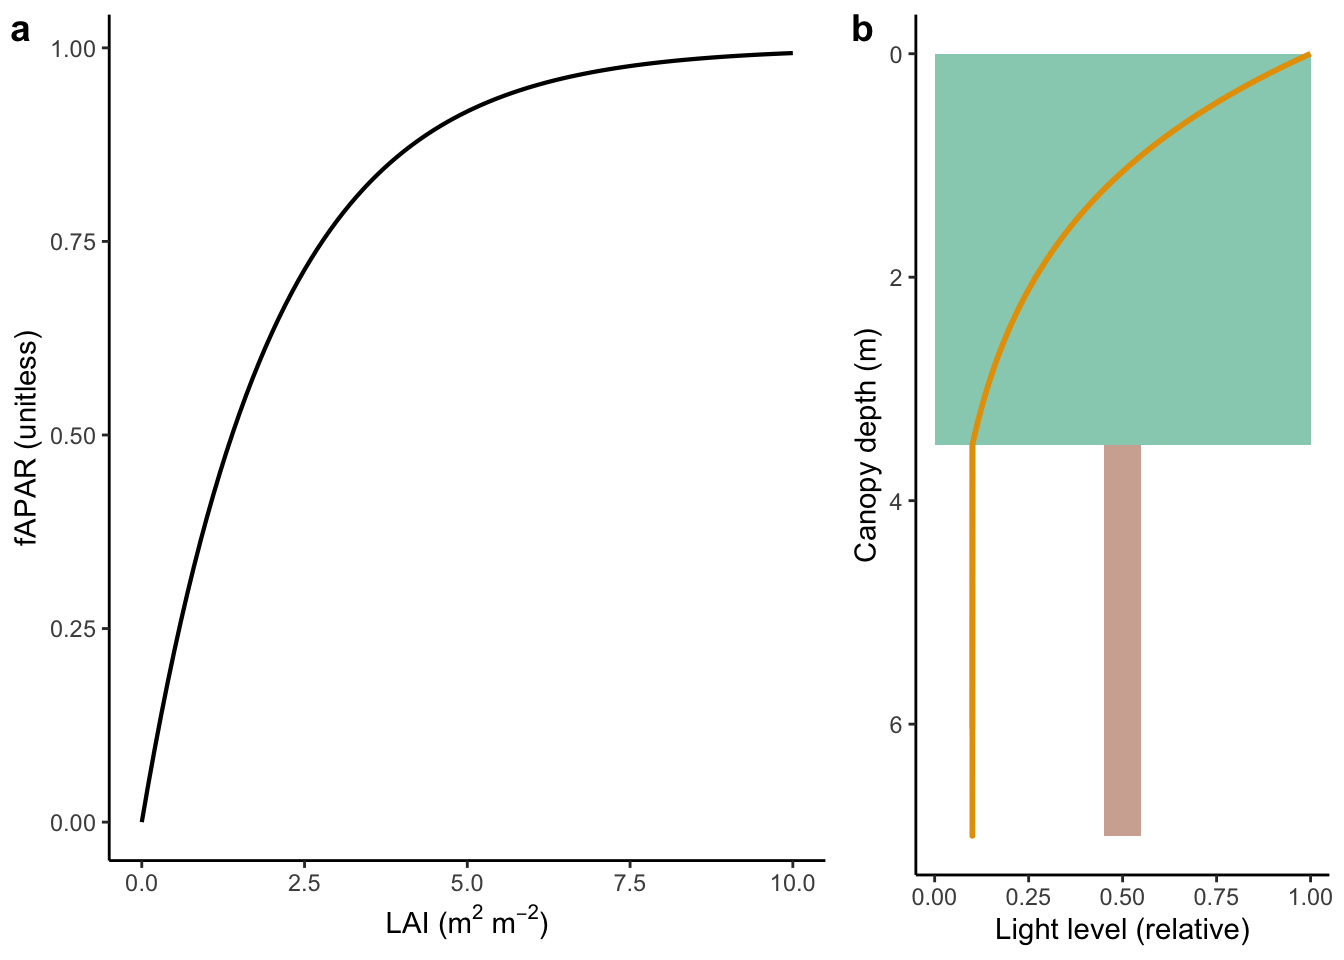 a
1.00
0.75
0.50
0.25
0.00
fAPAR (unitless)
0.0 2.5 5.0 7.5 10.0
LAI (m² m⁻²)
b
0
2
4
6
Canopy depth (m)
0.00 0.25 0.50 0.75 1.00
Light level (relative)